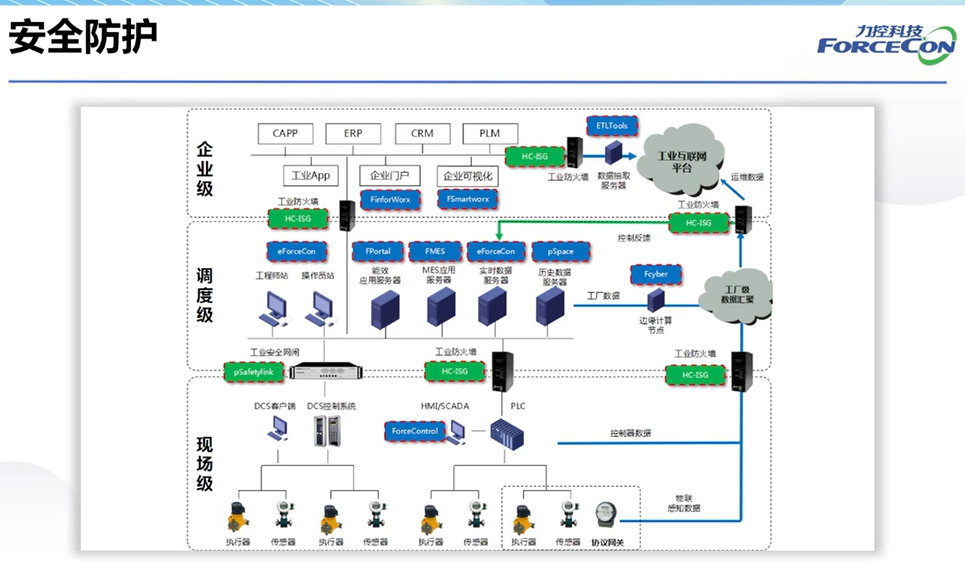 安全防护
力控科技
FORCECON
企业级
CAPP
ERP
CRM
PLM
ETLTools
HC-ISG
工业防火墙
数据抽取
服务器
工业互联网
平台
工业App
企业门户
企业可视化
FinforWorx
FSmartworx
运维数据
工业防火墙
HC-ISG
工业防火墙
HC-ISG
控制反馈
调度级
eForceCon
FPortal
FMES
eForceCon
pSpace
工程师站
操作员站
能效
应用服务器
MES应用
服务器
实时数据
服务器
历史数据
服务器
工厂数据
Fcyber
边缘计算
节点
工厂级
数据汇聚
工业安全网闸
pSafetylink
工业防火墙
HC-ISG
工业防火墙
HC-ISG
现场级
DCS客户端
DCS控制系统
HMI/SCADA
PLC
ForceControl
控制器数据
物联
感知数据
执行器
传感器
执行器
传感器
执行器
传感器
执行器
传感器
协议网关